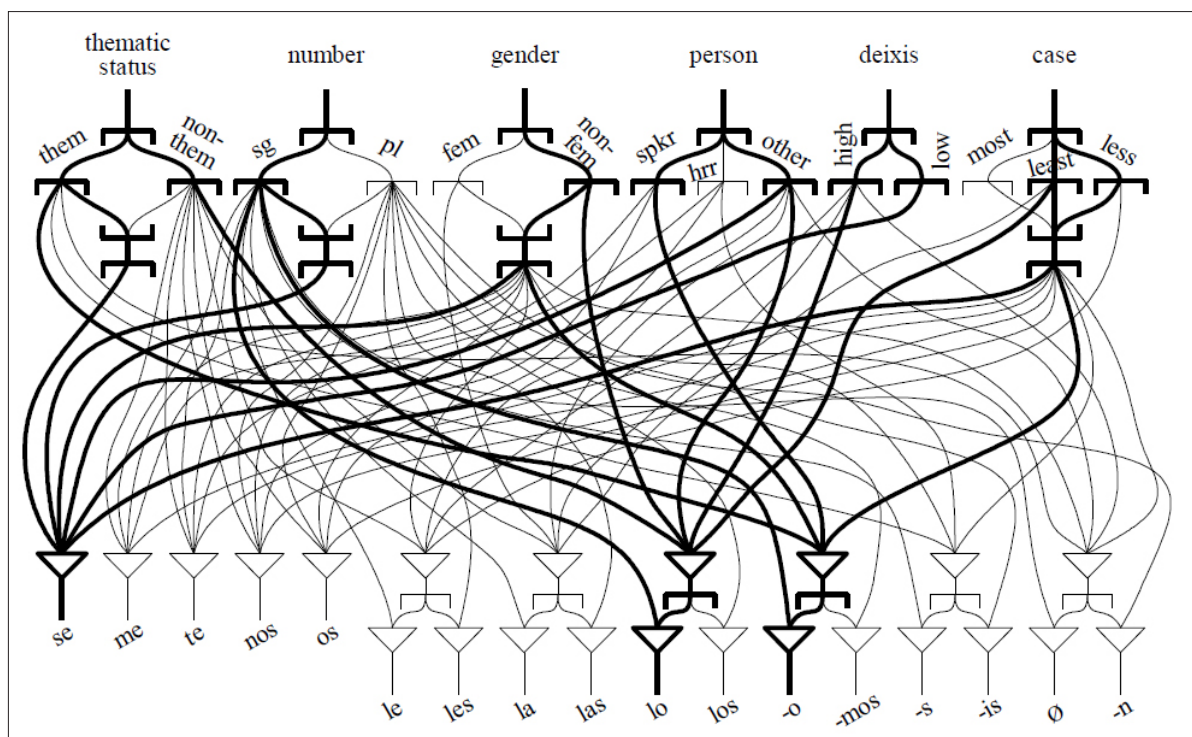 thematic
status
number
gender
person
deixis
case
them
non-
them
sg
pl
fem
non-
fem
spkr
hrr
other
high
low
most
least
less
se
me
te
nos
os
le
les
la
las
lo
los
-o
-mos
-s
-is
Ø
-n